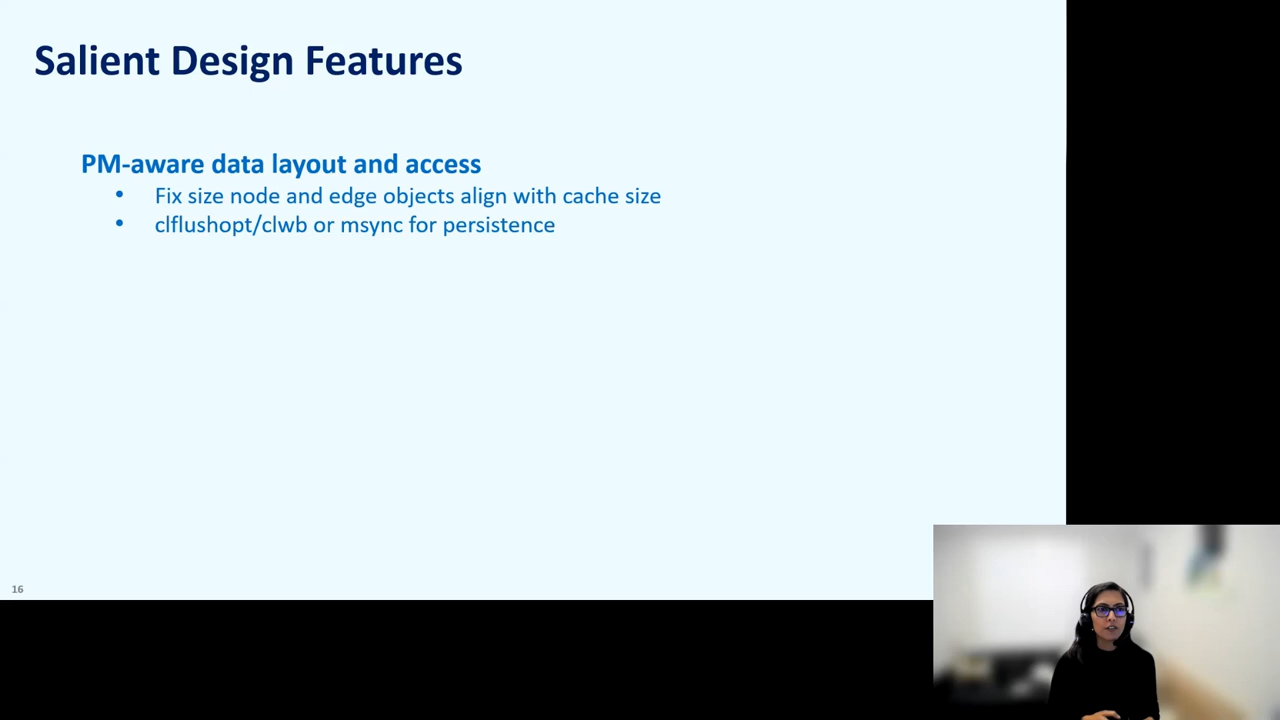 Salient Design Features
PM-aware data layout and access
• Fix size node and edge objects align with cache size
• clflushopt/clwb or msync for persistence
16